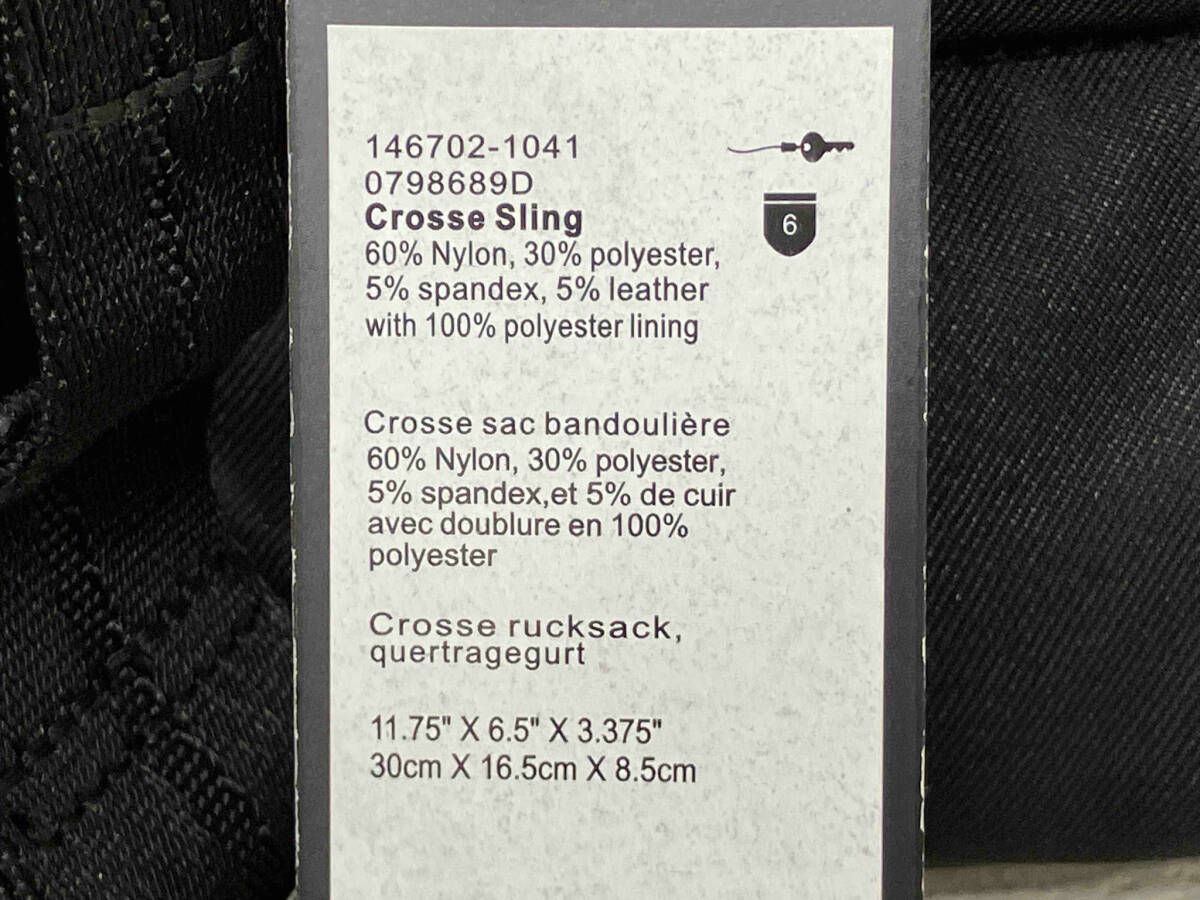 146702-1041
0798689D
Crosse Sling
6
60% Nylon, 30% polyester,
5% spandex, 5% leather
with 100% polyester lining
Crosse sac bandoulière
60% Nylon, 30% polyester,
5% spandex,et 5% de cuir
avec doublure en 100%
polyester
Crosse rucksack,
quertragegurt
11.75" X 6.5" X 3.375"
30cm X 16.5cm X 8.5cm